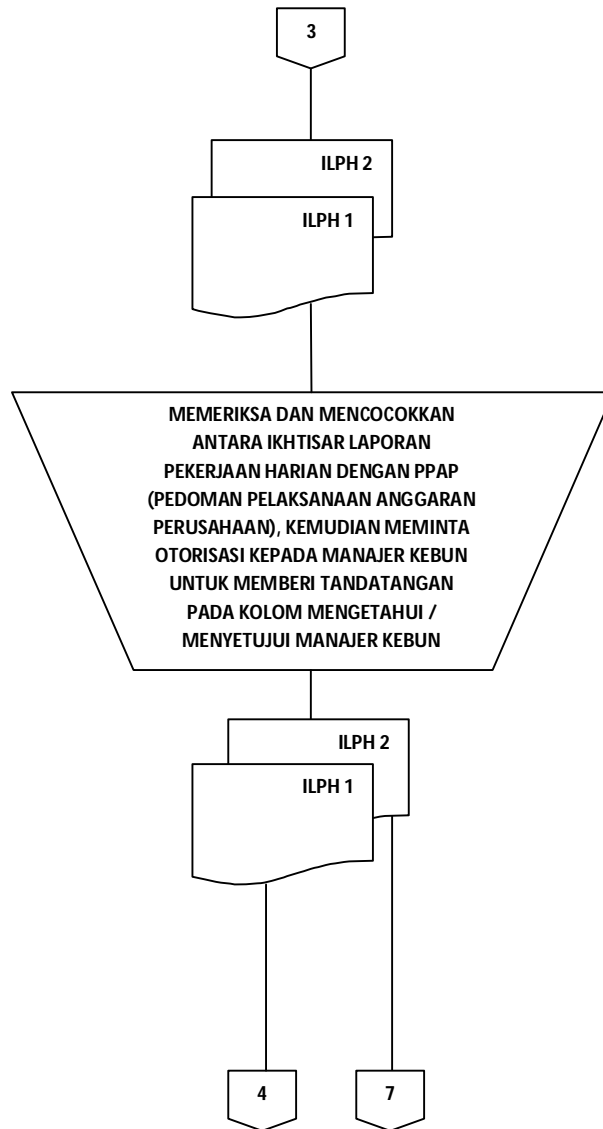 3
ILPH 2
ILPH 1
MEMERIKSA DAN MENCOCOKKAN
ANTARA IKHTISAR LAPORAN
PEKERJAAN HARIAN DENGAN PPAP
(PEDOMAN PELAKSANAAN ANGGARAN
PERUSAHAAN), KEMUDIAN MEMINTA
OTORISASI KEPADA MANAJER KEBUN
UNTUK MEMBERI TANDATANGAN
PADA KOLOM MENGETAHUI /
MENYETUJUI MANAJER KEBUN
ILPH 2
ILPH 1
4
7